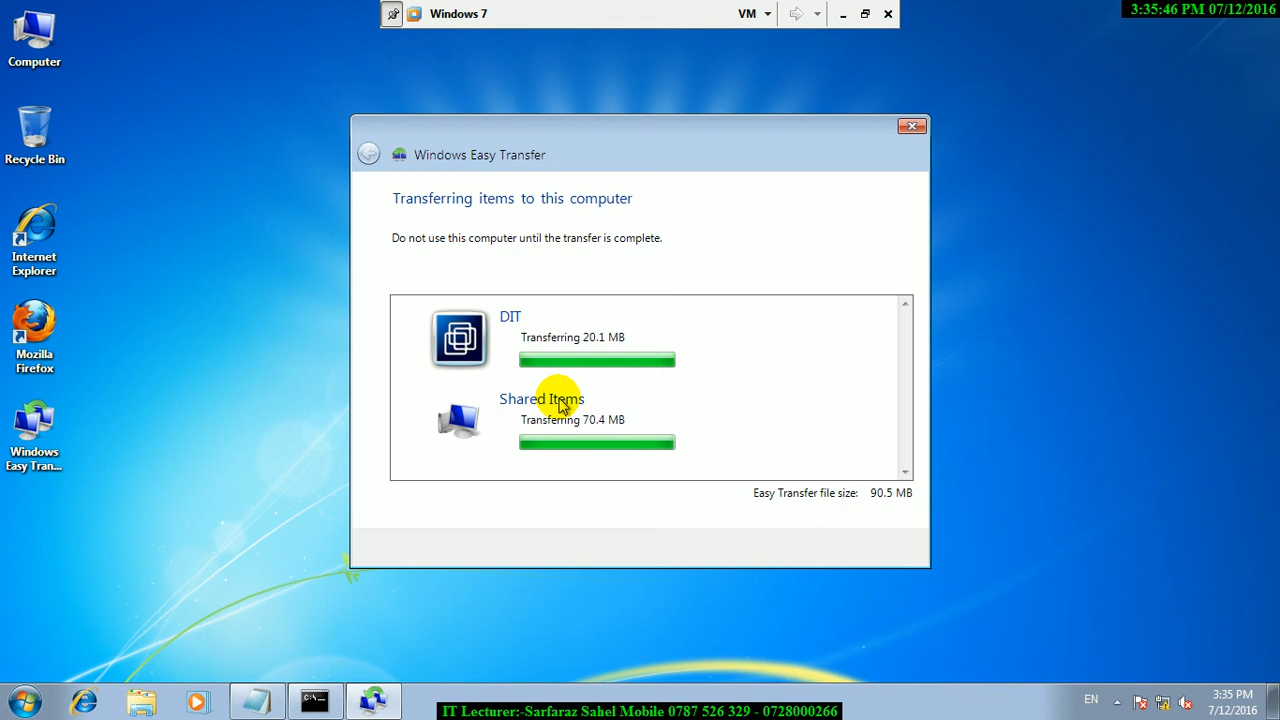 Windows 7
VM
3:35:46 PM 07/12/2016
Computer
Recycle Bin
Internet
Explorer
Mozilla
Firefox
Windows
Easy Tran...
Windows Easy Transfer
Transferring items to this computer
Do not use this computer until the transfer is complete.
DIT
Transferring 20.1 MB
Shared Items
Transferring 70.4 MB
Easy Transfer file size: 90.5 MB
C:\
EN
3:35 PM
7/12/2016
IT Lecturer:-Sarfaraz Sahel Mobile 0787 526 329 - 0728000266